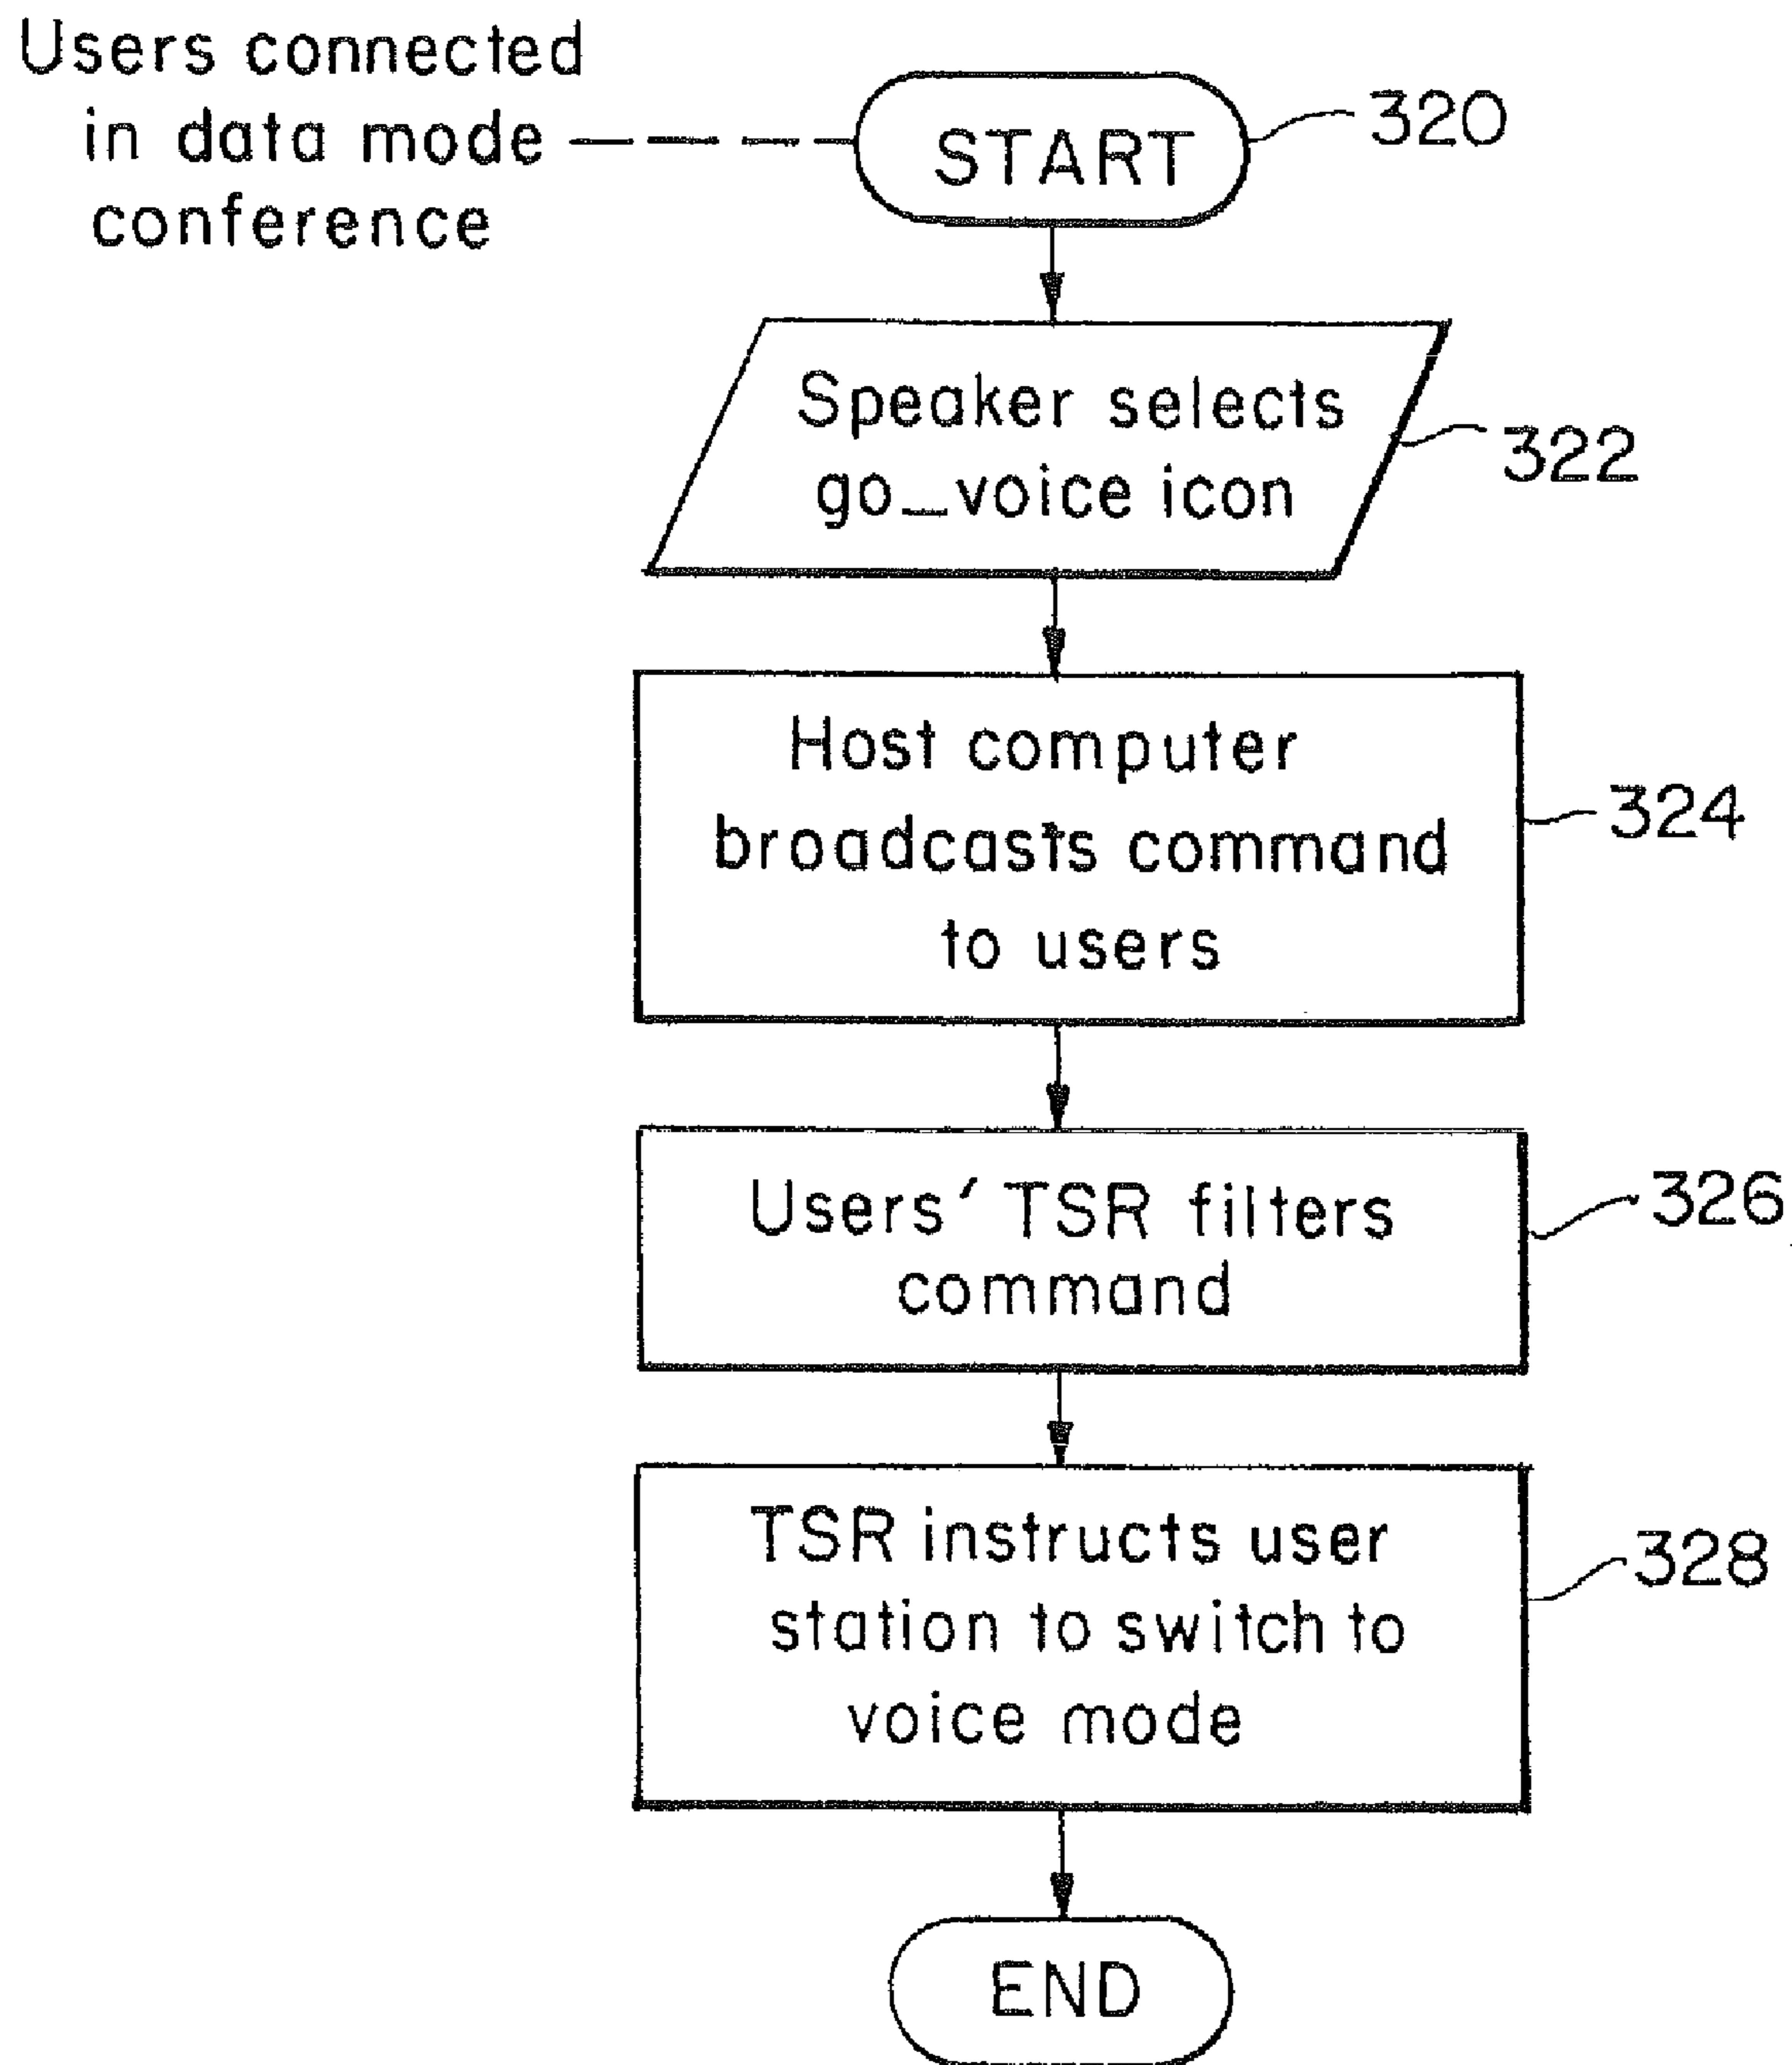 Users connected
in data mode
conference
START
320
Speaker selects
go_voice icon
322
Host computer
broadcasts command
to users
324
Users' TSR filters
command
326
TSR instructs user
station to switch to
voice mode
328
END